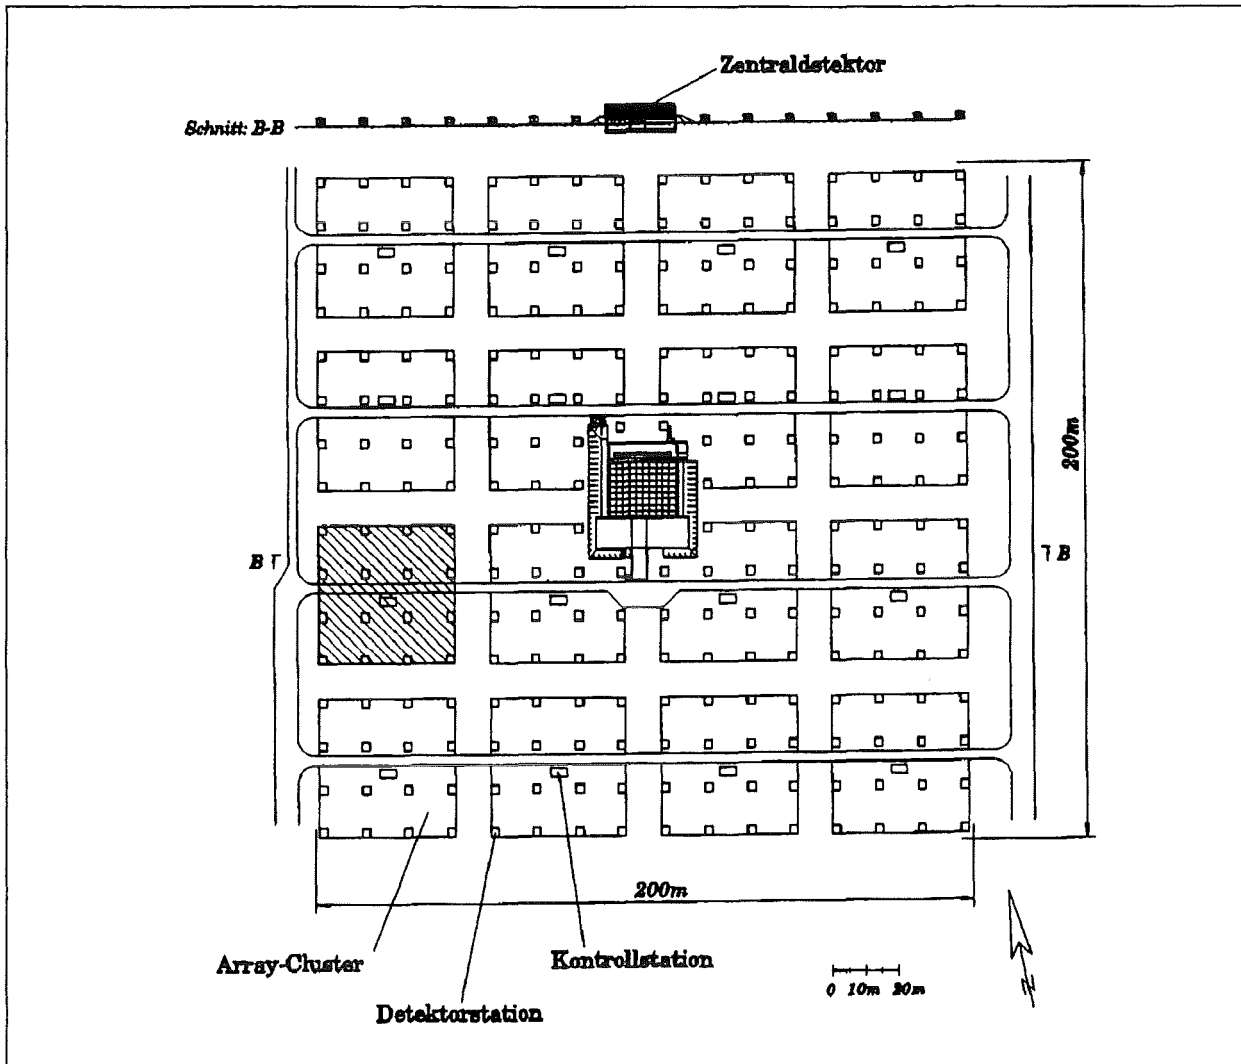 Zentraldetektor
Schnitt: B-B
200m
B
B
200m
Array-Cluster
Kontrollstation
Detektorstation
0 10m 20m
N